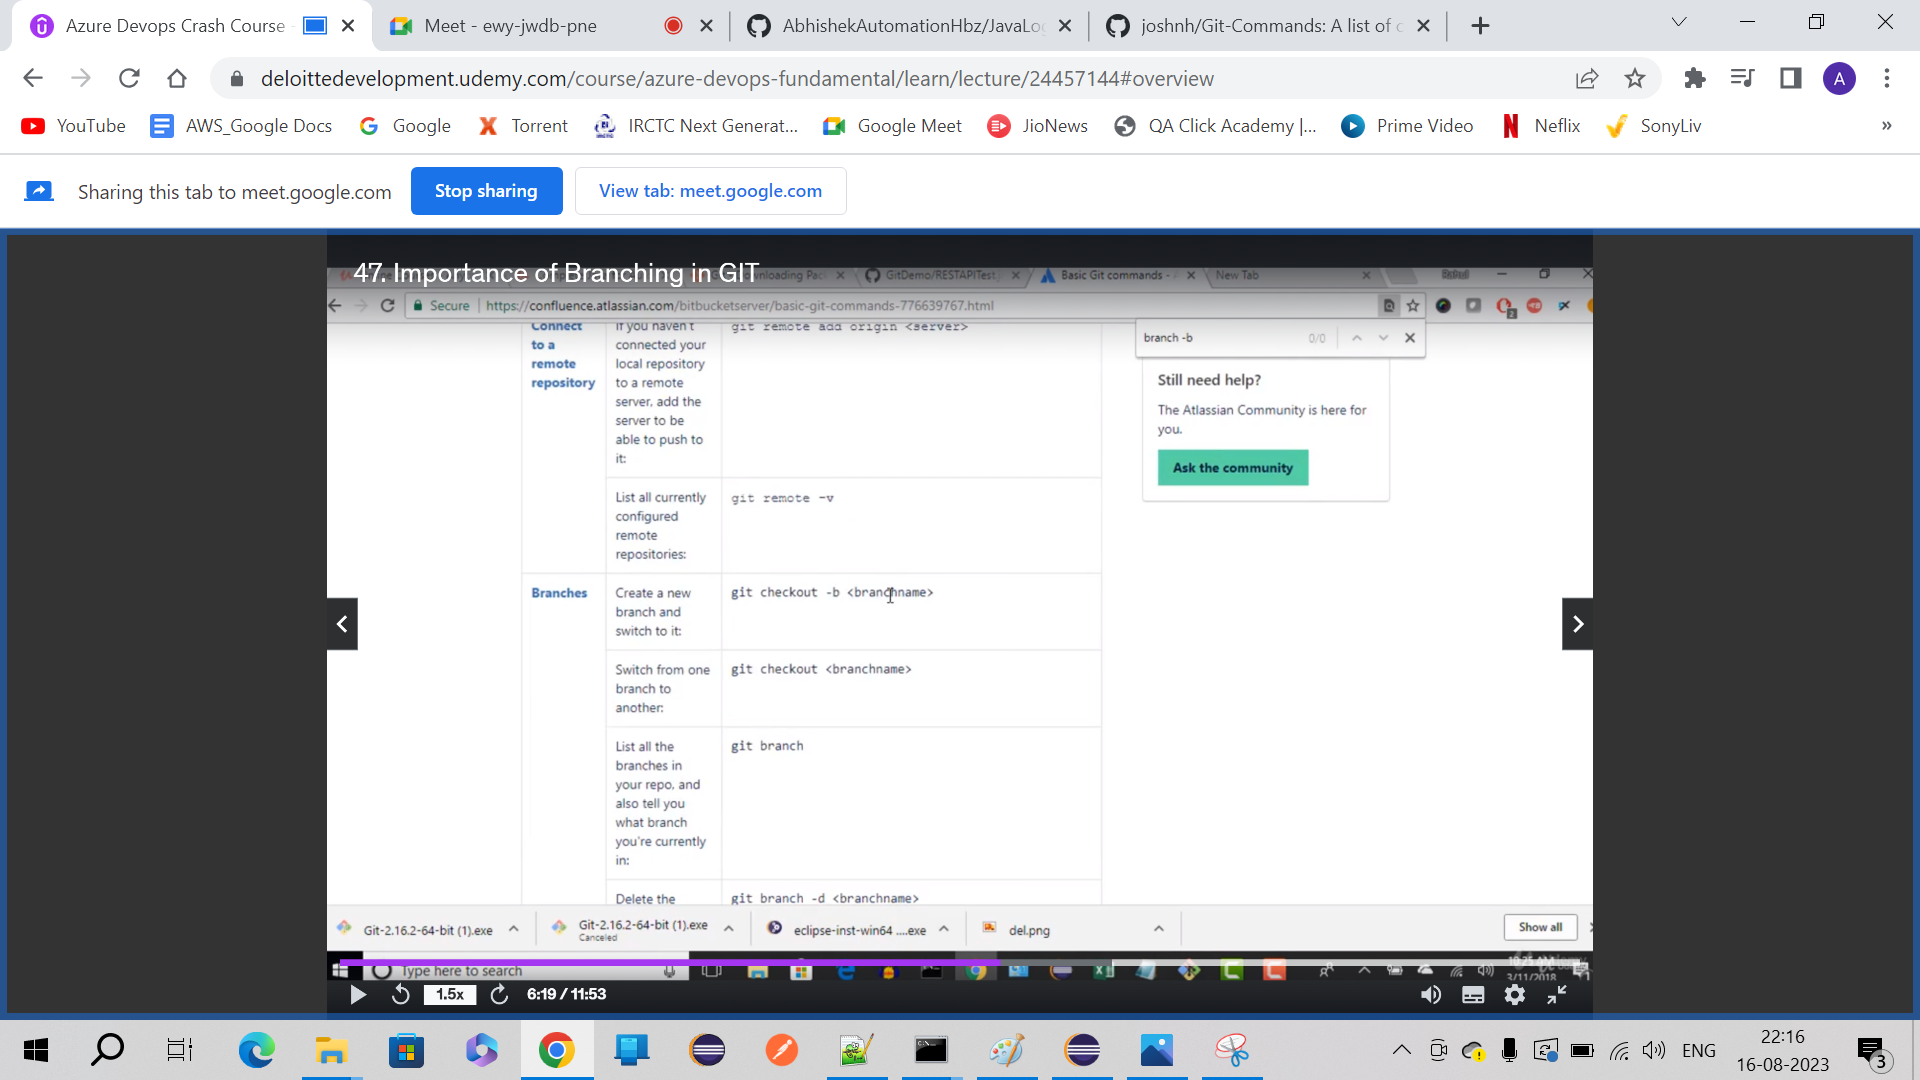 Azure Devops Crash Course
Meet - ewy-jwdb-pne
AbhishekAutomationHbz/JavaLo
joshnh/Git-Commands: A list of c
deloittedevelopment.udemy.com/course/azure-devops-fundamental/learn/lecture/24457144#overview
A
YouTube
AWS_Google Docs
Google
Torrent
IRCTC Next Generat...
Google Meet
JioNews
QA Click Academy |...
Prime Video
Neflix
SonyLiv
»
Sharing this tab to meet.google.com
Stop sharing
View tab: meet.google.com
47. Importance of Branching in GIT
GitDemo/RESTAPITest
Basic Git commands -
New Tab
Secure
https://confluence.atlassian.com/bitbucketserver/basic-git-commands-776639767.html
branch -b
0/0
Connect
to a
remote
repository
If you haven't
connected your
local repository
to a remote
server, add the
server to be
able to push to
it:
git remote add origin <server>
List all currently
configured
remote
repositories:
git remote -v
Still need help?
The Atlassian Community is here for
you.
Ask the community
Branches
Create a new
branch and
switch to it:
git checkout -b <branchname>
Switch from one
branch to
another:
git checkout <branchname>
List all the
branches in
your repo, and
also tell you
what branch
you're currently
in:
git branch
Delete the
git branch -d <branchname>
Git-2.16.2-64-bit (1).exe
Git-2.16.2-64-bit (1).exe
Canceled
eclipse-inst-win64 ....exe
del.png
Show all
Type here to search
3/11/2018
1.5x
6:19 / 11:53
ENG
22:16
16-08-2023
3